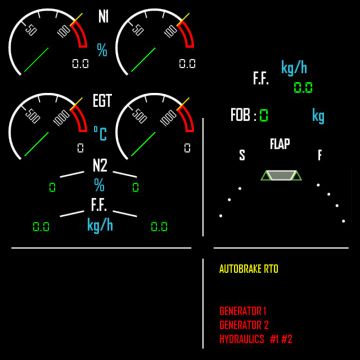 50 100 N1 50 100
0.0 % 0.0
500 1000 EGT 500 1000
0 °C 0
N2
0 % 0
F.F.
0.0 kg/h 0.0
F.F. kg/h
0.0
FOB : 0 kg
FLAP
S F
AUTOBRAKE RTO
GENERATOR 1
GENERATOR 2
HYDRAULICS #1 #2